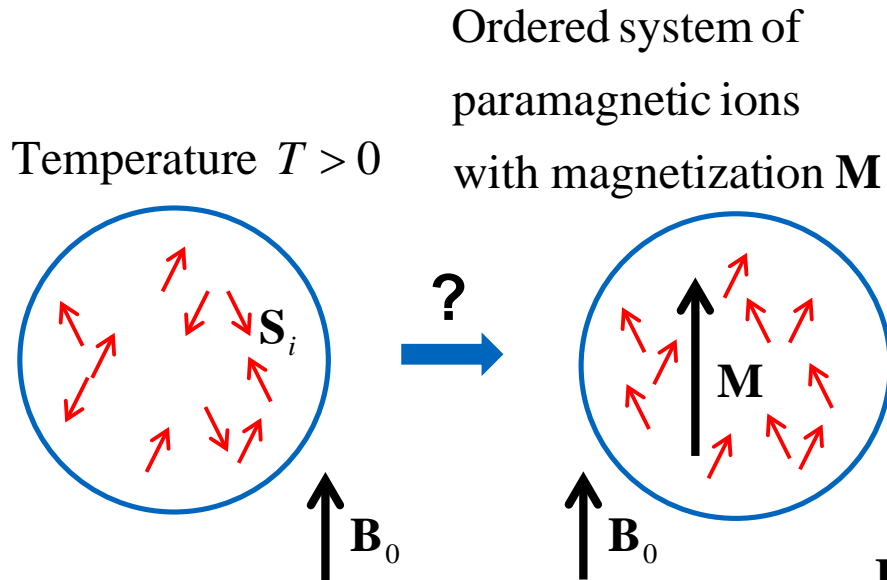 Ordered system of
paramagnetic ions
with magnetization M
Temperature T > 0
?
S_i
M
B_0
B_0